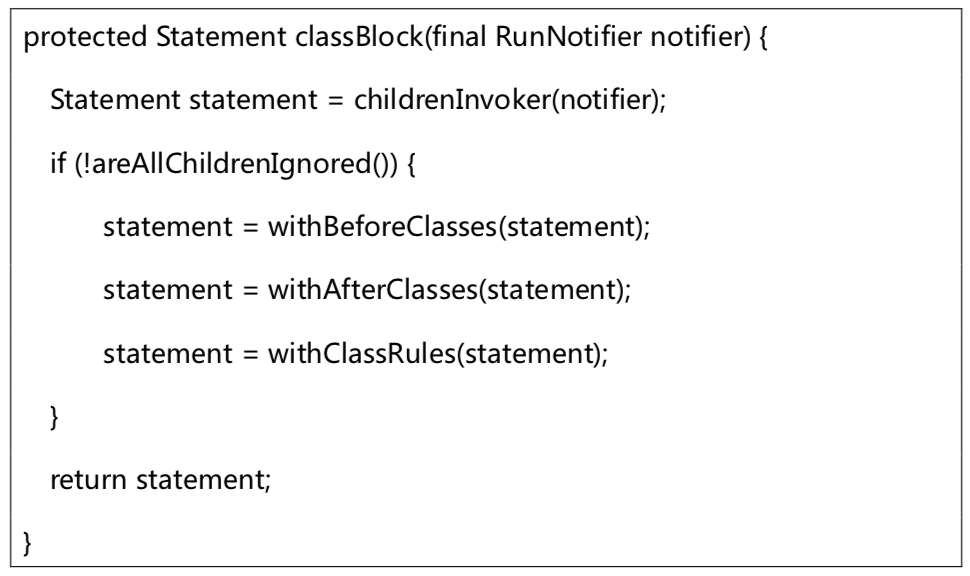 protected Statement classBlock(final RunNotifier notifier) {
Statement statement = childrenInvoker(notifier);
if (!areAllChildrenIgnored()) {
statement = withBeforeClasses(statement);
statement = withAfterClasses(statement);
statement = withClassRules(statement);
}
return statement;
}